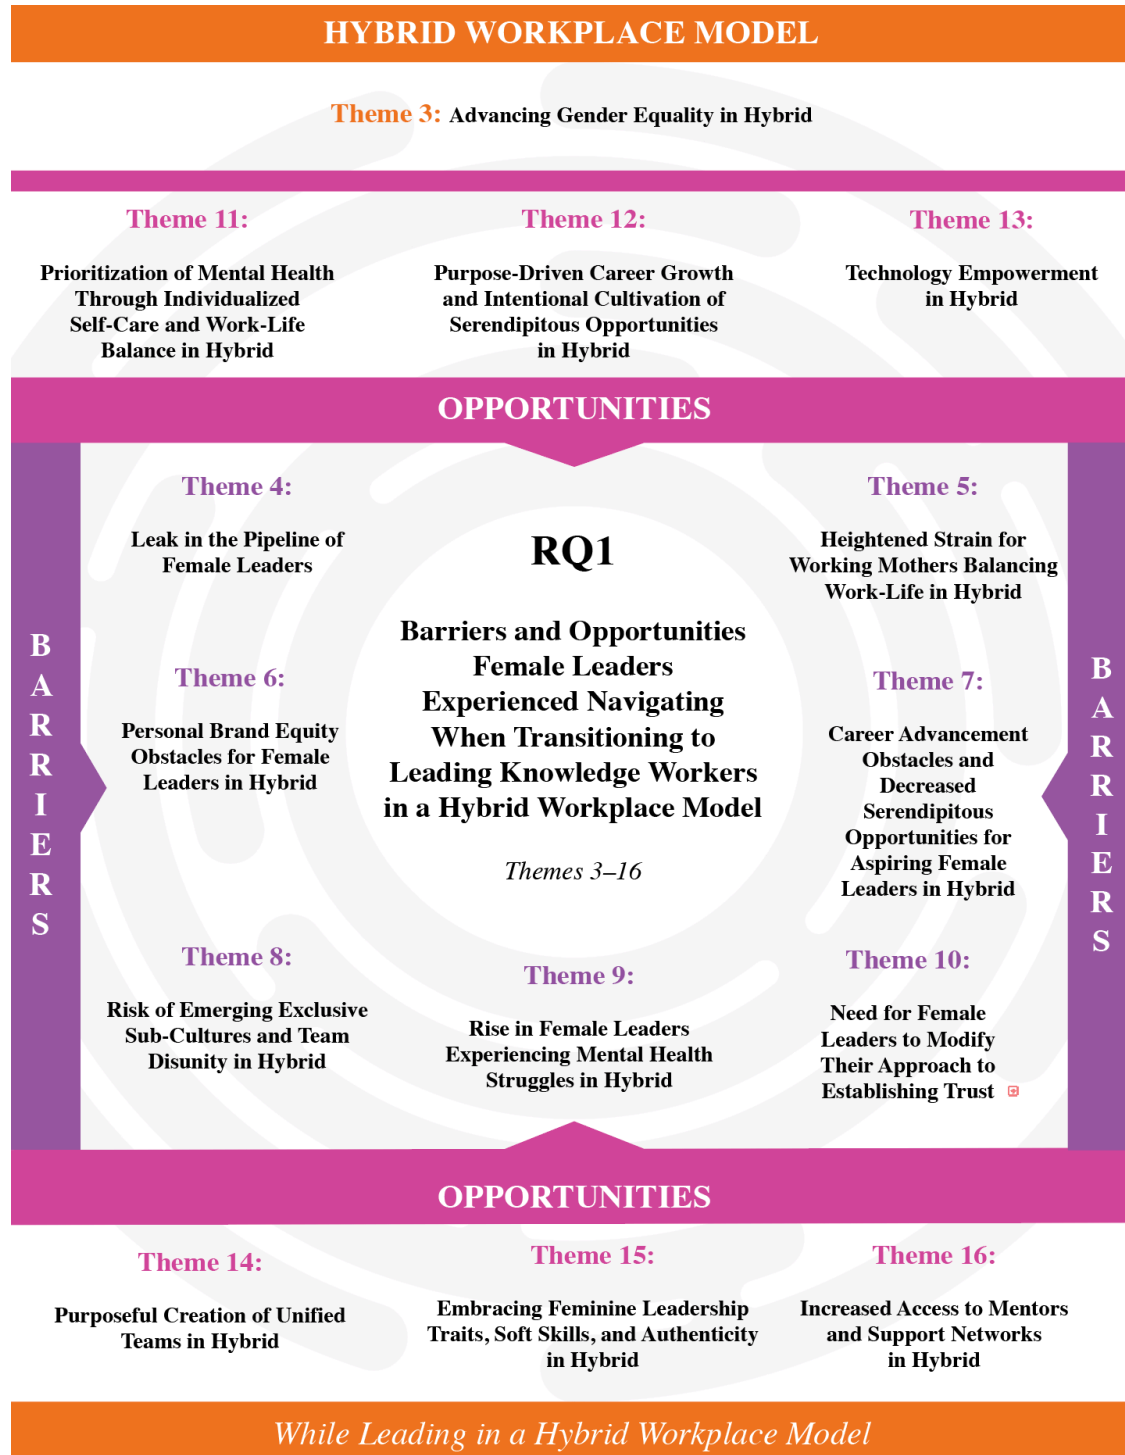 HYBRID WORKPLACE MODEL
Theme 3: Advancing Gender Equality in Hybrid
Theme 11:
Prioritization of Mental Health
Through Individualized
Self-Care and Work-Life
Balance in Hybrid
Theme 12:
Purpose-Driven Career Growth
and Intentional Cultivation of
Serendipitous Opportunities
in Hybrid
Theme 13:
Technology Empowerment
in Hybrid
OPPORTUNITIES
BARRIERS
Theme 4:
Leak in the Pipeline of
Female Leaders
Theme 6:
Personal Brand Equity
Obstacles for Female
Leaders in Hybrid
Theme 8:
Risk of Emerging Exclusive
Sub-Cultures and Team
Disunity in Hybrid
RQ1
Barriers and Opportunities
Female Leaders
Experienced Navigating
When Transitioning to
Leading Knowledge Workers
in a Hybrid Workplace Model
Themes 3–16
Theme 9:
Rise in Female Leaders
Experiencing Mental Health
Struggles in Hybrid
Theme 5:
Heightened Strain for
Working Mothers Balancing
Work-Life in Hybrid
Theme 7:
Career Advancement
Obstacles and
Decreased
Serendipitous
Opportunities for
Aspiring Female
Leaders in Hybrid
Theme 10:
Need for Female
Leaders to Modify
Their Approach to
Establishing Trust
BARRIERS
OPPORTUNITIES
Theme 14:
Purposeful Creation of Unified
Teams in Hybrid
Theme 15:
Embracing Feminine Leadership
Traits, Soft Skills, and Authenticity
in Hybrid
Theme 16:
Increased Access to Mentors
and Support Networks
in Hybrid
While Leading in a Hybrid Workplace Model